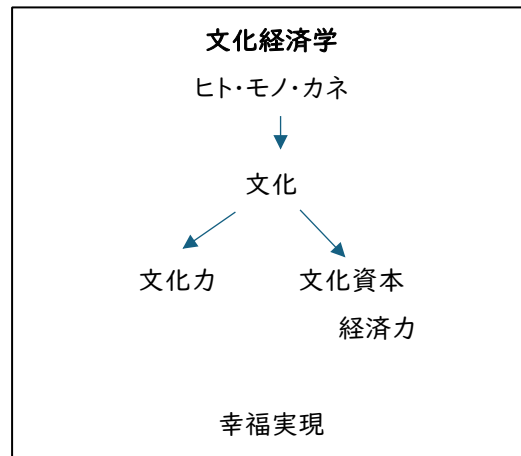 文化経済学
ヒト・モノ・カネ
文化
文化力 文化資本
経済力
幸福実現